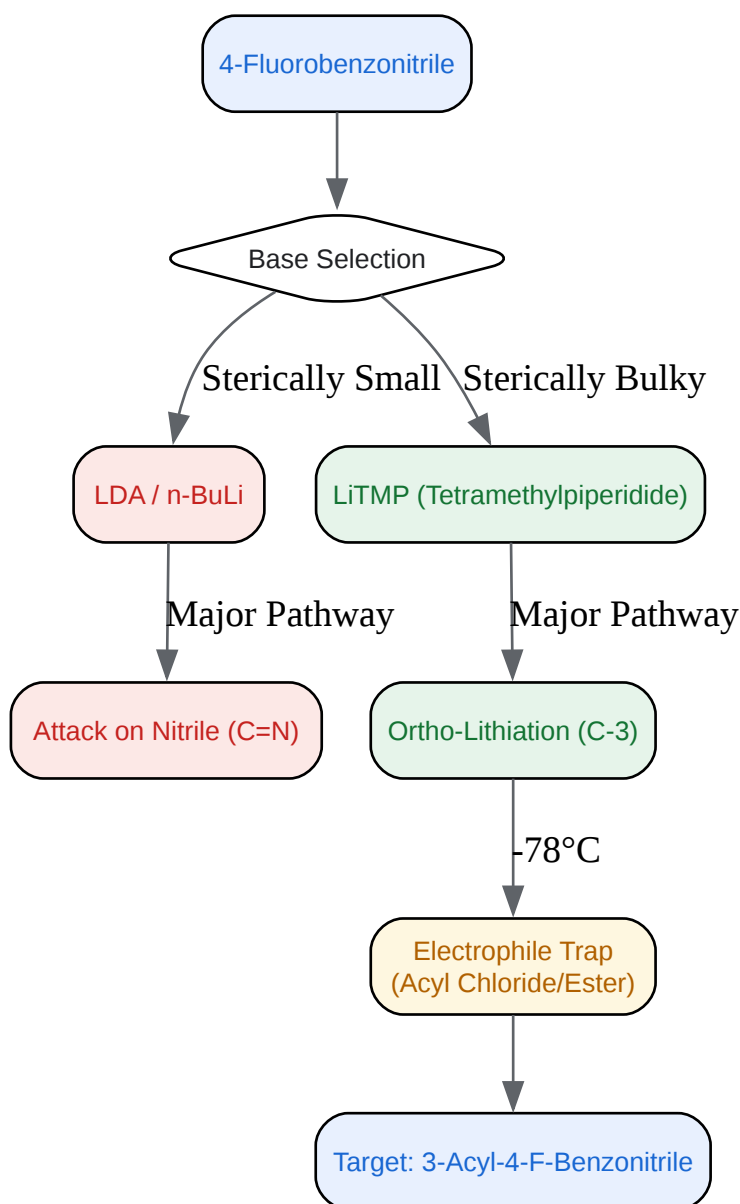 4-Fluorobenzonitrile
Base Selection
Sterically Small
Sterically Bulky
LDA / n-BuLi
LiTMP (Tetramethylpiperidide)
Major Pathway
Major Pathway
Attack on Nitrile (C=N)
Ortho-Lithiation (C-3)
-78°C
Electrophile Trap
(Acyl Chloride/Ester)
Target: 3-Acyl-4-F-Benzonitrile